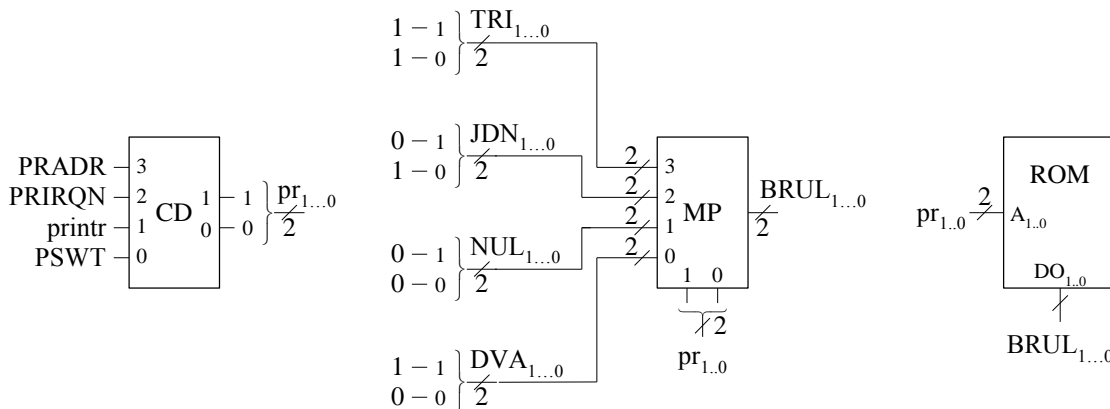 1 – 1
1 – 0
TRI1...0
2
PRADR
PRIRQN
printr
PSWT
3
2
1
0
CD
1
0
1
0
pr1...0
2
0 – 1
1 – 0
JDN1...0
2
0 – 1
0 – 0
NUL1...0
2
1 – 1
0 – 0
DVA1...0
2
2
2
2
2
3
2
1
0
MP
1 0
2
pr1..0
BRUL1...0
2
pr1..0
2
A1..0
ROM
DO1..0
BRUL1...0